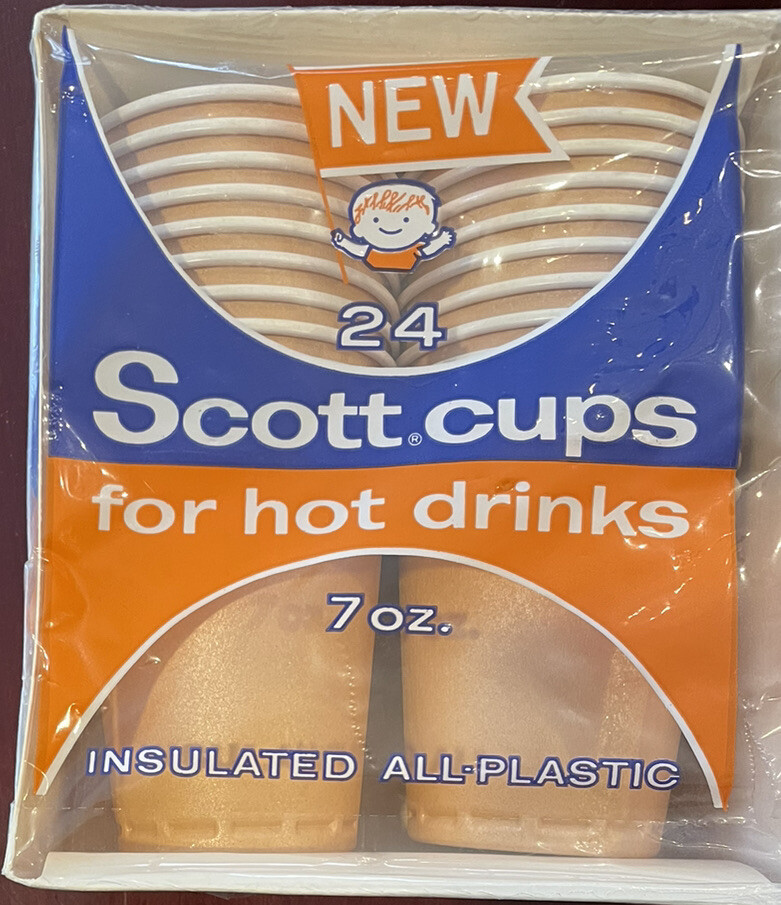 NEW
24
Scott® cups
for hot drinks
7 oz.
INSULATED ALL-PLASTIC